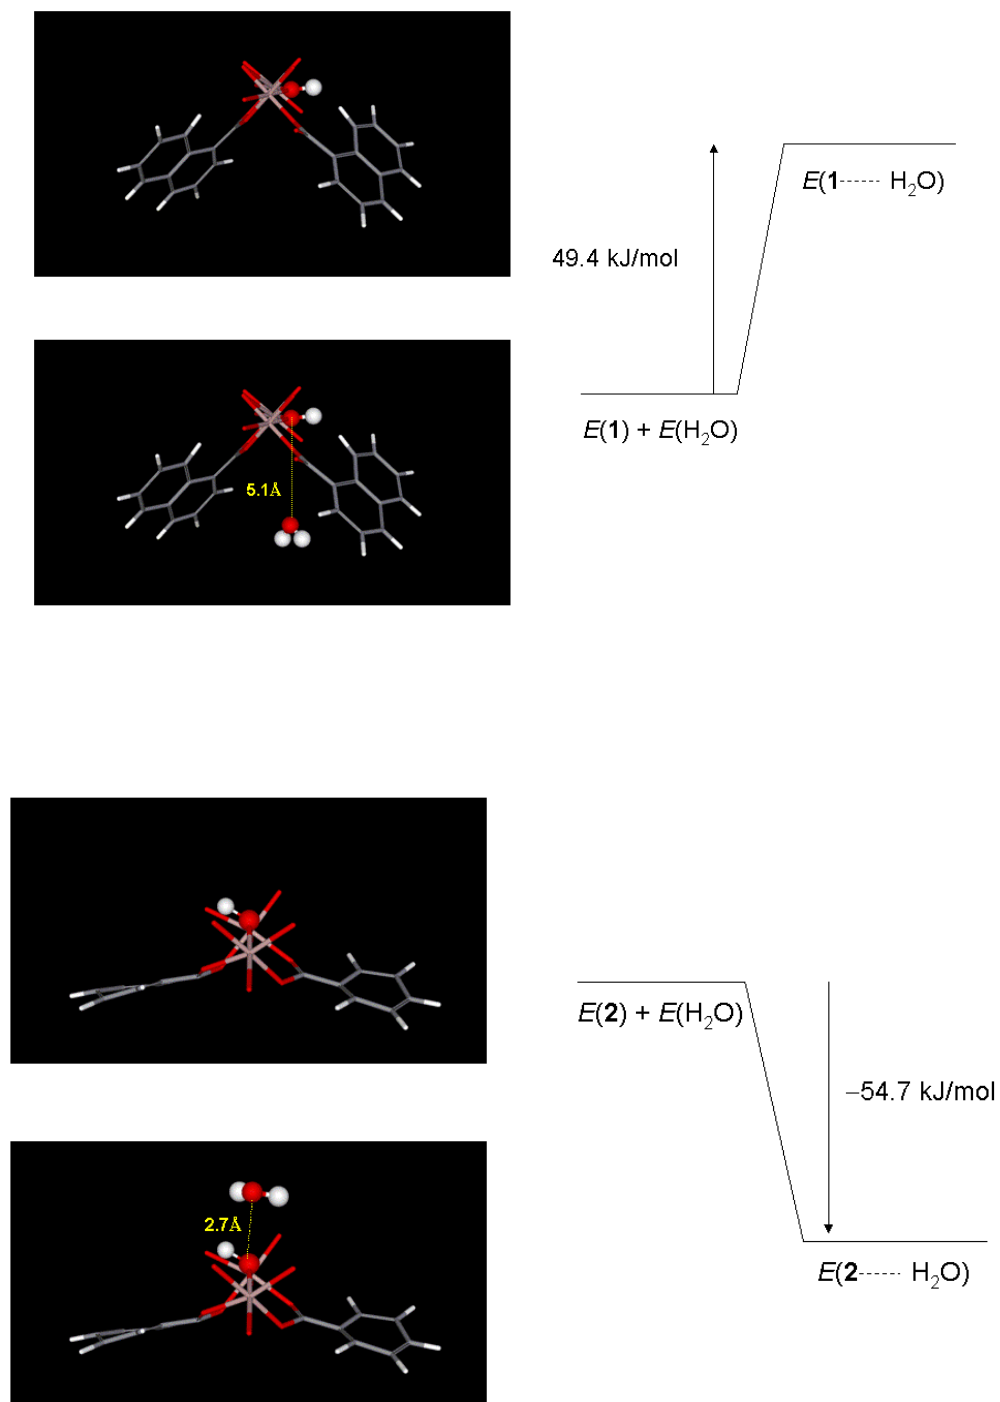 E(1------ H₂O)
49.4 kJ/mol
E(1) + E(H₂O)
5.1Å
E(2) + E(H₂O)
−54.7 kJ/mol
2.7Å
E(2------ H₂O)